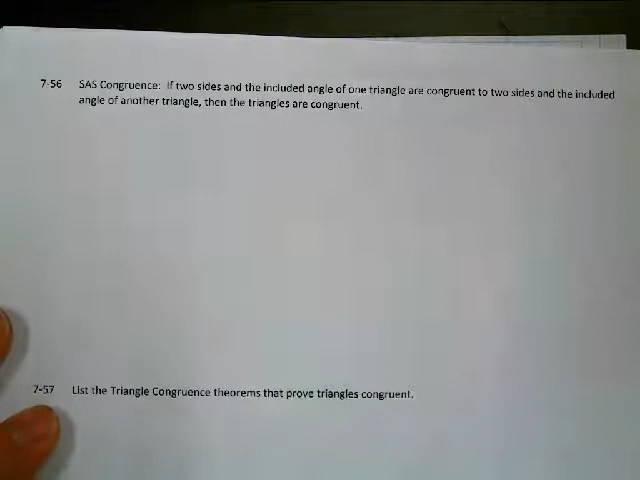 7-56 SAS Congruence: If two sides and the included angle of one triangle are congruent to two sides and the included
angle of another triangle, then the triangles are congruent.
7-57 List the Triangle Congruence theorems that prove triangles congruent.